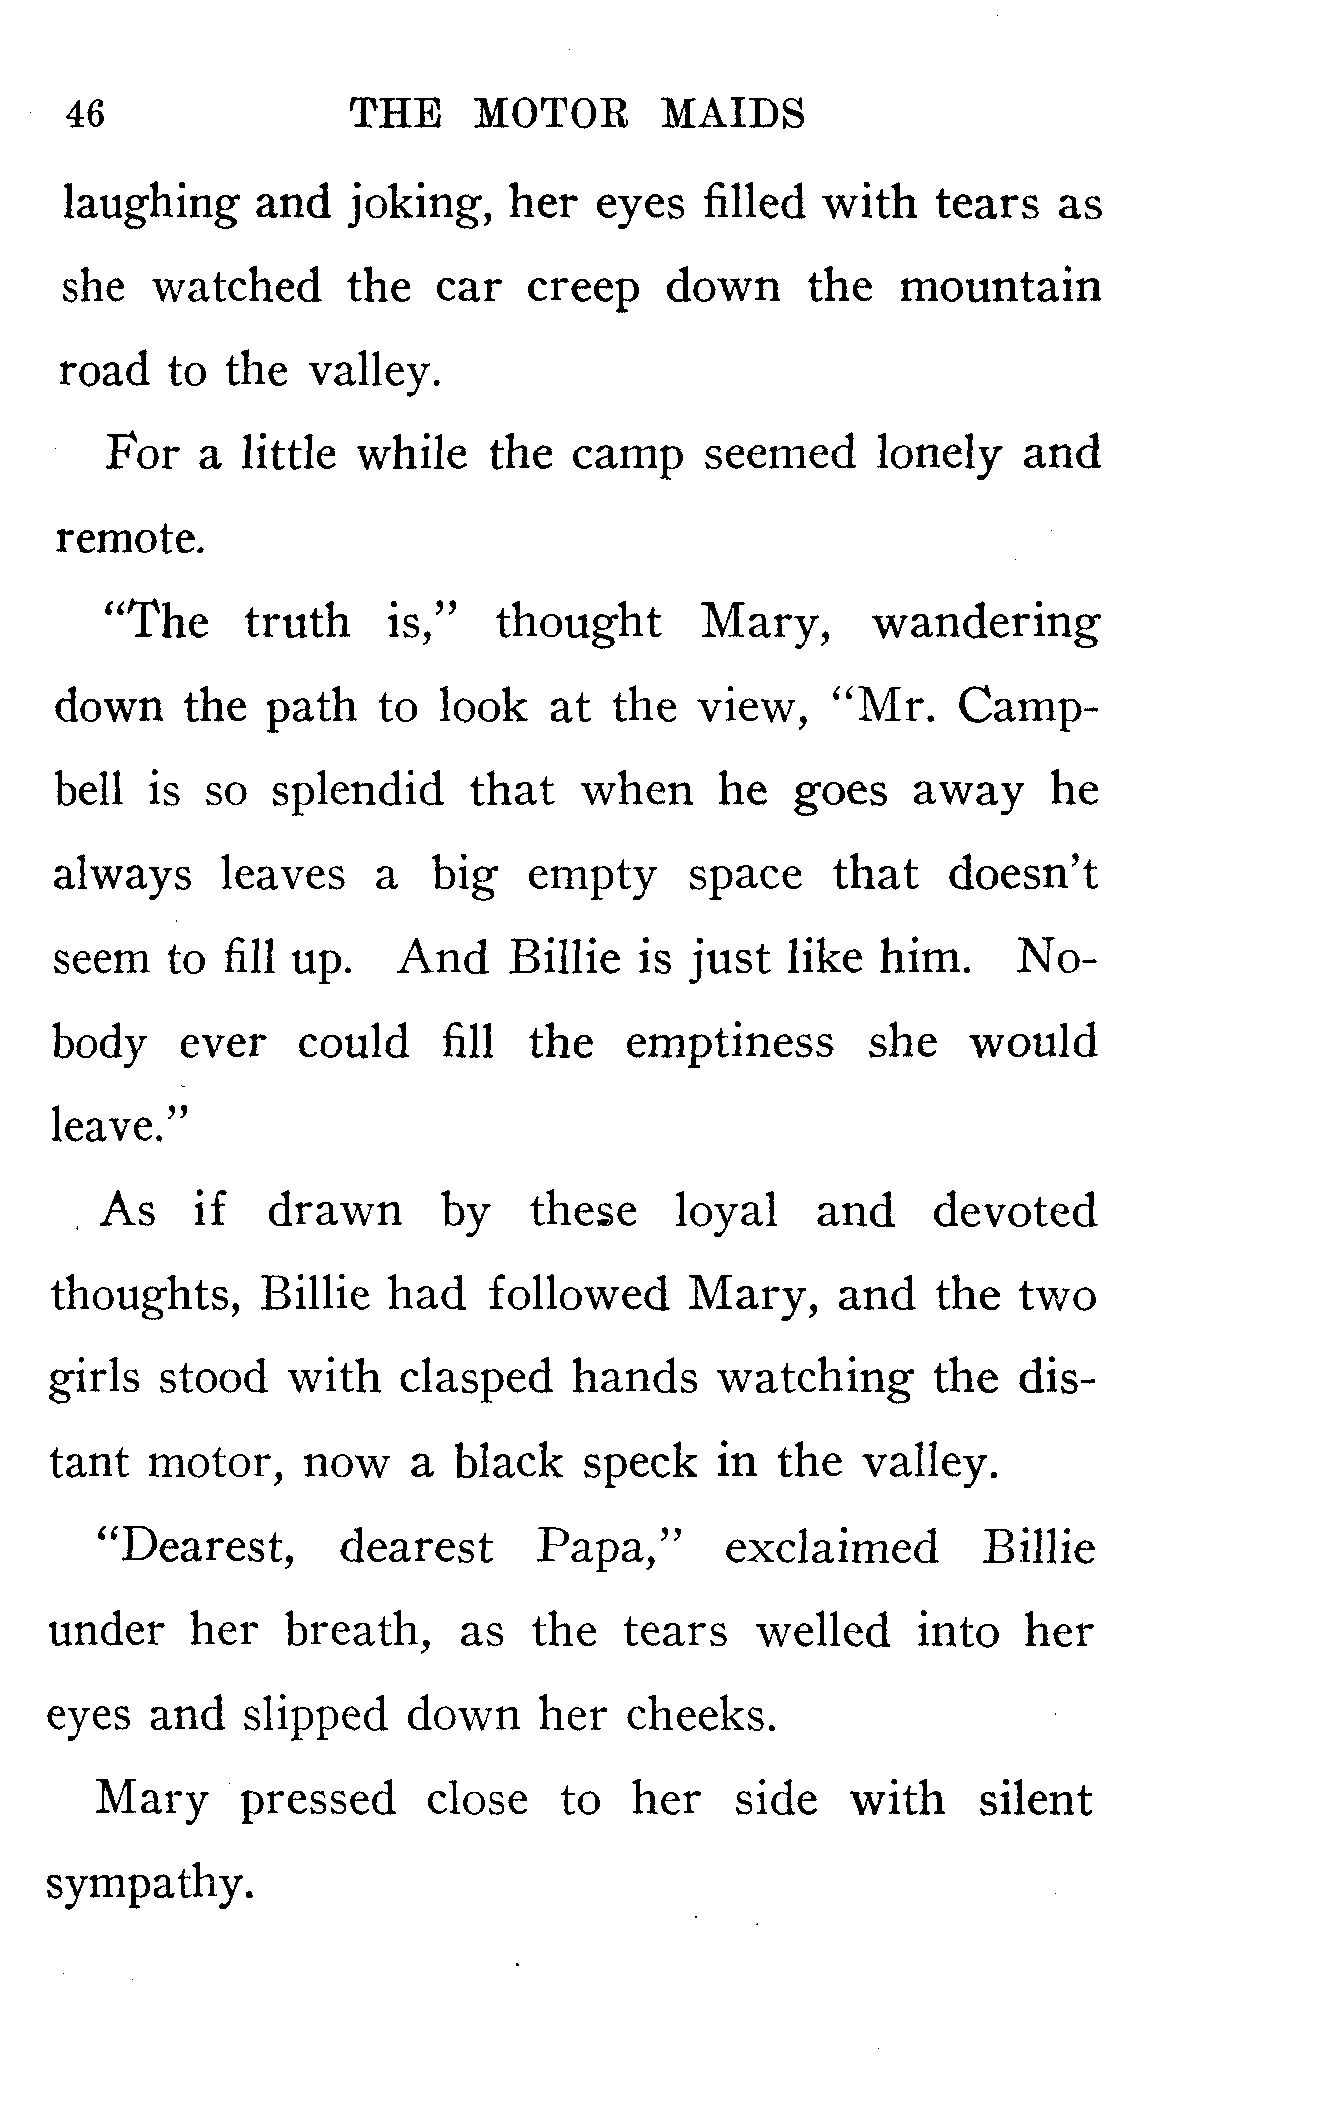 46 THE MOTOR MAIDS
laughing and joking, her eyes filled with tears as
she watched the car creep down the mountain
road to the valley.
For a little while the camp seemed lonely and
remote.
“The truth is,” thought Mary, wandering
down the path to look at the view, “Mr. Camp-
bell is so splendid that when he goes away he
always leaves a big empty space that doesn’t
seem to fill up. And Billie is just like him. No-
body ever could fill the emptiness she would
leave.”
As if drawn by these loyal and devoted
thoughts, Billie had followed Mary, and the two
girls stood with clasped hands watching the dis-
tant motor, now a black speck in the valley.
“Dearest, dearest Papa,” exclaimed Billie
under her breath, as the tears welled into her
eyes and slipped down her cheeks.
Mary pressed close to her side with silent
sympathy.